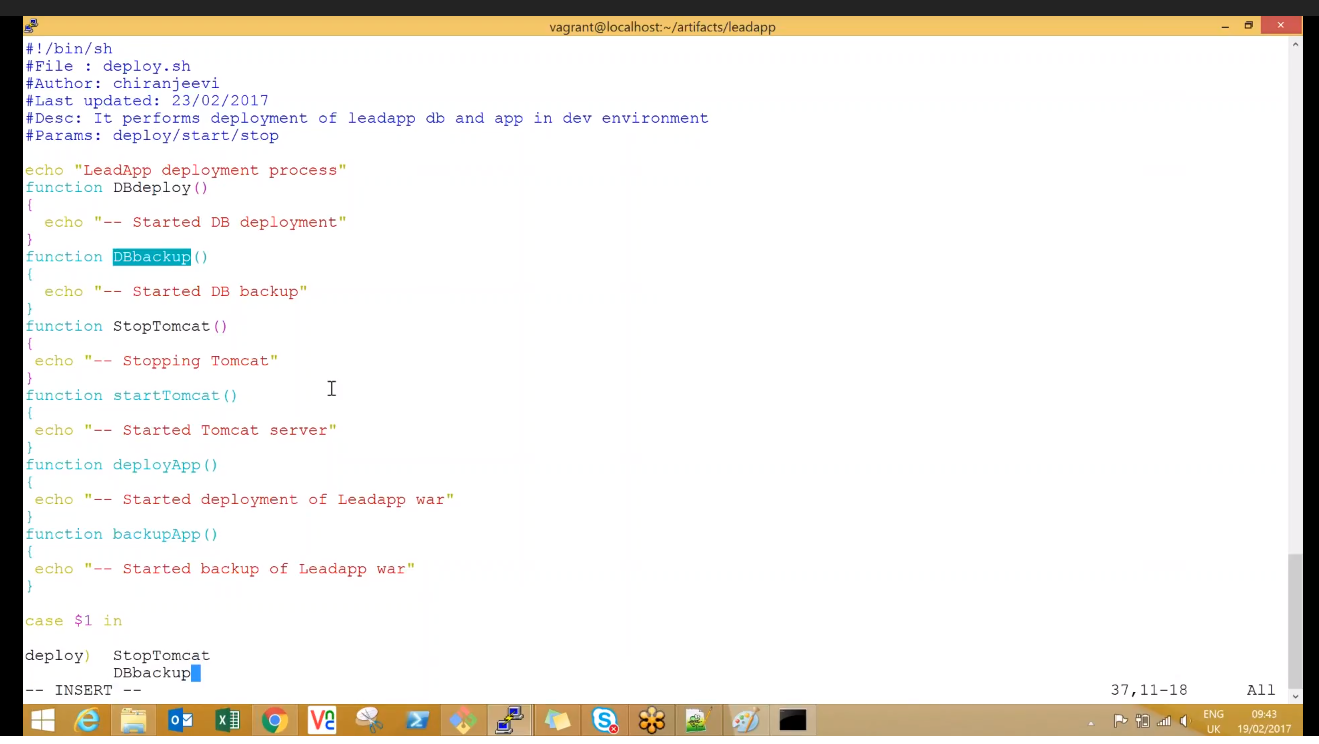 vagrant@localhost:~/artifacts/leadapp
#!/bin/sh
#File : deploy.sh
#Author: chiranjeevi
#Last updated: 23/02/2017
#Desc: It performs deployment of leadapp db and app in dev environment
#Params: deploy/start/stop
echo "LeadApp deployment process"
function DBdeploy()
{
echo "-- Started DB deployment"
}
function DBbackup()
{
echo "-- Started DB backup"
}
function StopTomcat()
{
echo "-- Stopping Tomcat"
}
function startTomcat()
{
echo "-- Started Tomcat server"
}
function deployApp()
{
echo "-- Started deployment of Leadapp war"
}
function backupApp()
{
echo "-- Started backup of Leadapp war"
}
case $1 in
deploy) StopTomcat
DBbackup
-- INSERT -- 37,11-18 All
ENG 09:43
UK 19/02/2017